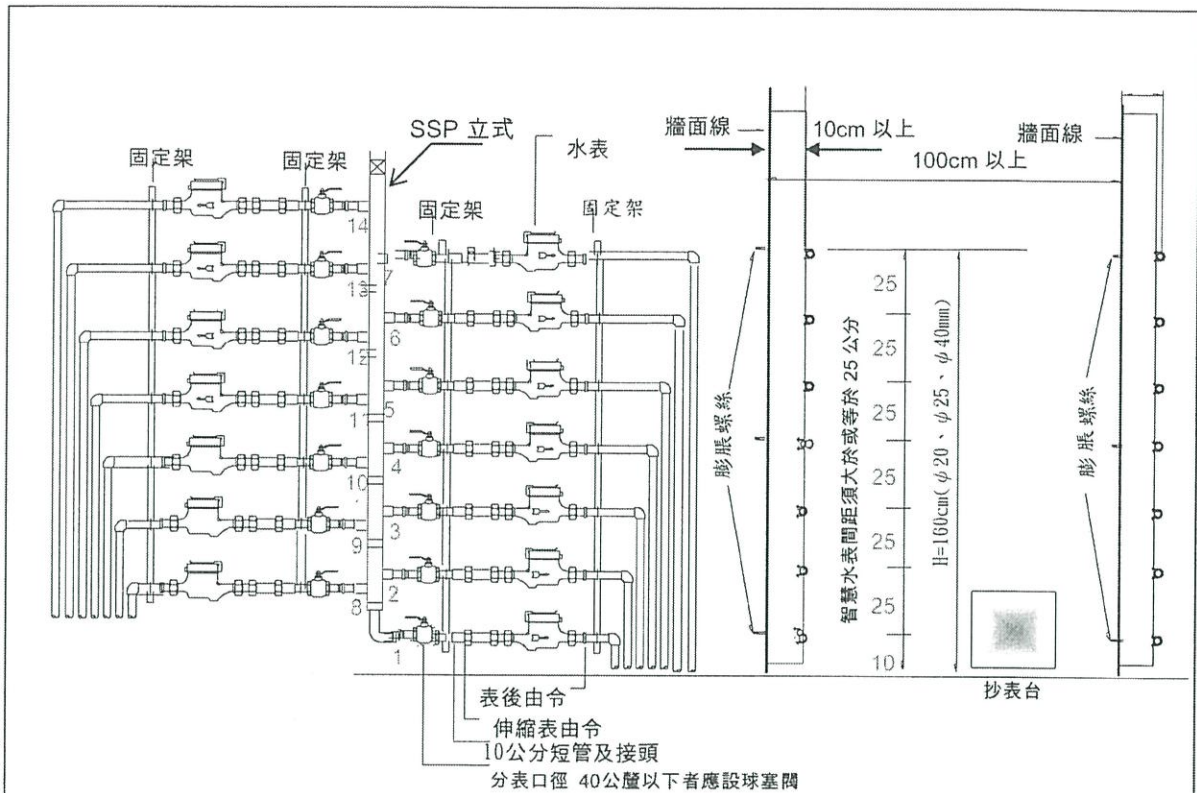 SSP 立式
水表
牆面線
10cm 以上
牆面線
100cm 以上
固定架
固定架
固定架
固定架
14
7
13
6
12
5
11
4
10
3
9
2
8
1
25
25
25
25
25
25
10
膨脹螺絲
智慧水表間距須大於或等於 25 公分
H=160cm(φ20、φ25、φ40mm)
膨脹螺絲
抄表台
表後由令
伸縮表由令
10公分短管及接頭
分表口徑 40公釐以下者應設球塞閥